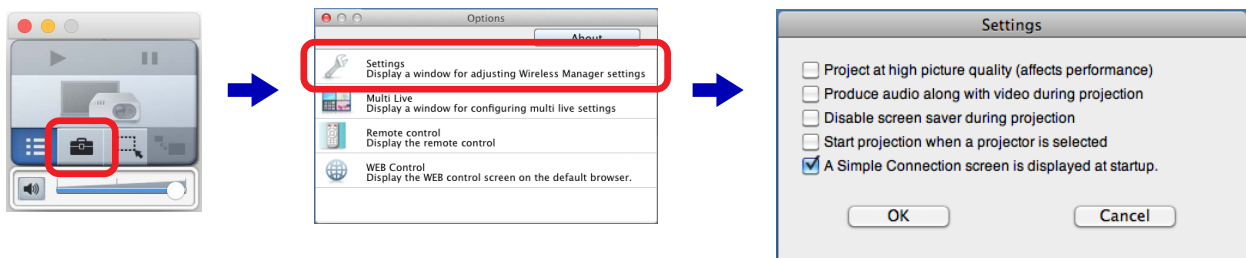 Options
About
Settings
Display a window for adjusting Wireless Manager settings
Multi Live
Display a window for configuring multi live settings
Remote control
Display the remote control
WEB Control
Display the WEB control screen on the default browser.
Settings
Project at high picture quality (affects performance)
Produce audio along with video during projection
Disable screen saver during projection
Start projection when a projector is selected
A Simple Connection screen is displayed at startup.
OK
Cancel